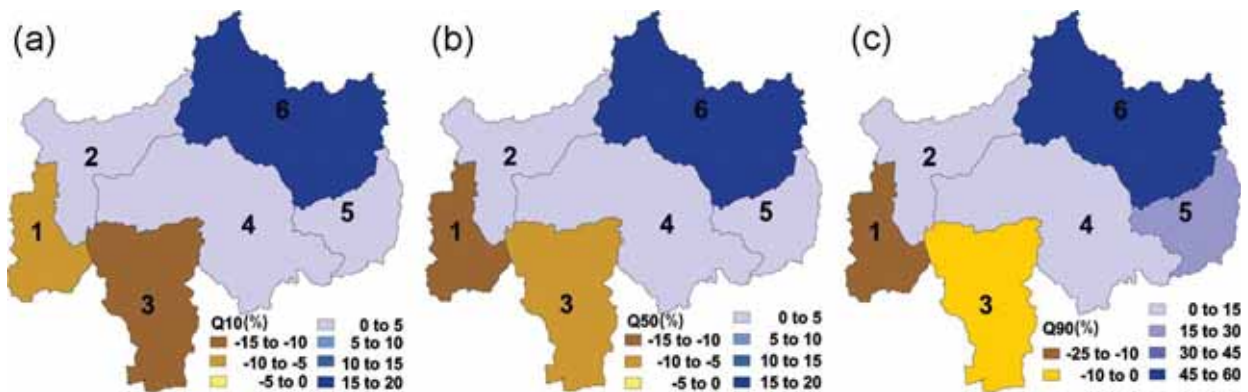 (a)
6
2
1
4
5
3
Q10(%)
-15 to -10
-10 to -5
-5 to 0
0 to 5
5 to 10
10 to 15
15 to 20
(b)
6
2
1
4
5
3
Q50(%)
-15 to -10
-10 to -5
-5 to 0
0 to 5
5 to 10
10 to 15
15 to 20
(c)
6
2
1
4
5
3
Q90(%)
-25 to -10
-10 to 0
0 to 15
15 to 30
30 to 45
45 to 60